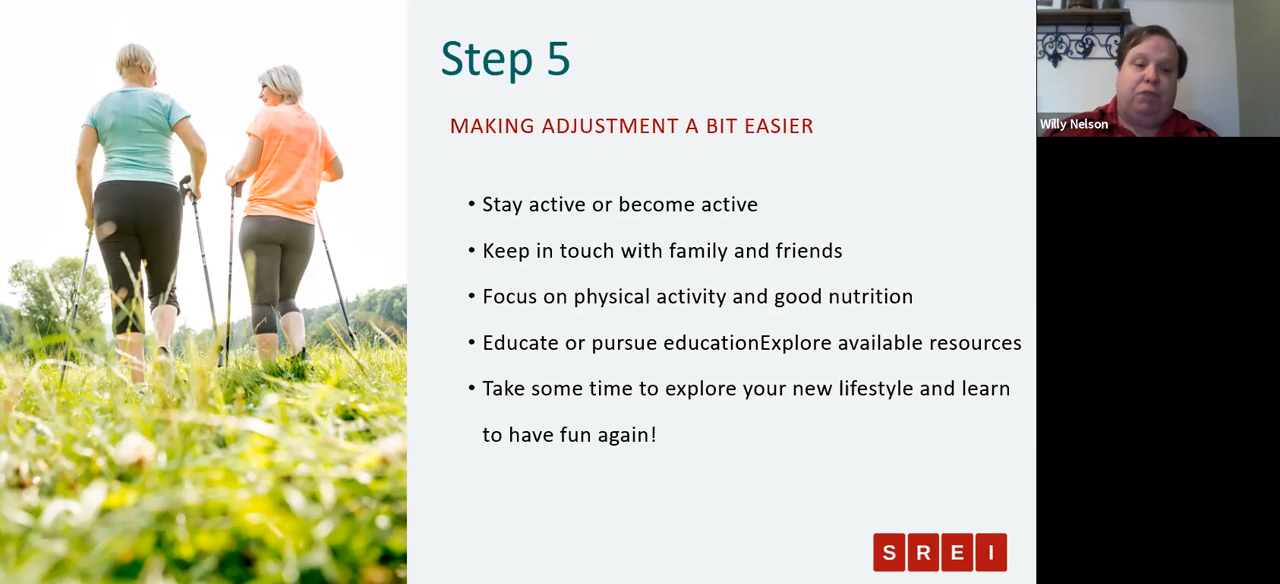 Step 5
MAKING ADJUSTMENT A BIT EASIER
• Stay active or become active
• Keep in touch with family and friends
• Focus on physical activity and good nutrition
• Educate or pursue educationExplore available resources
• Take some time to explore your new lifestyle and learn
to have fun again!
SREI
Willy Nelson